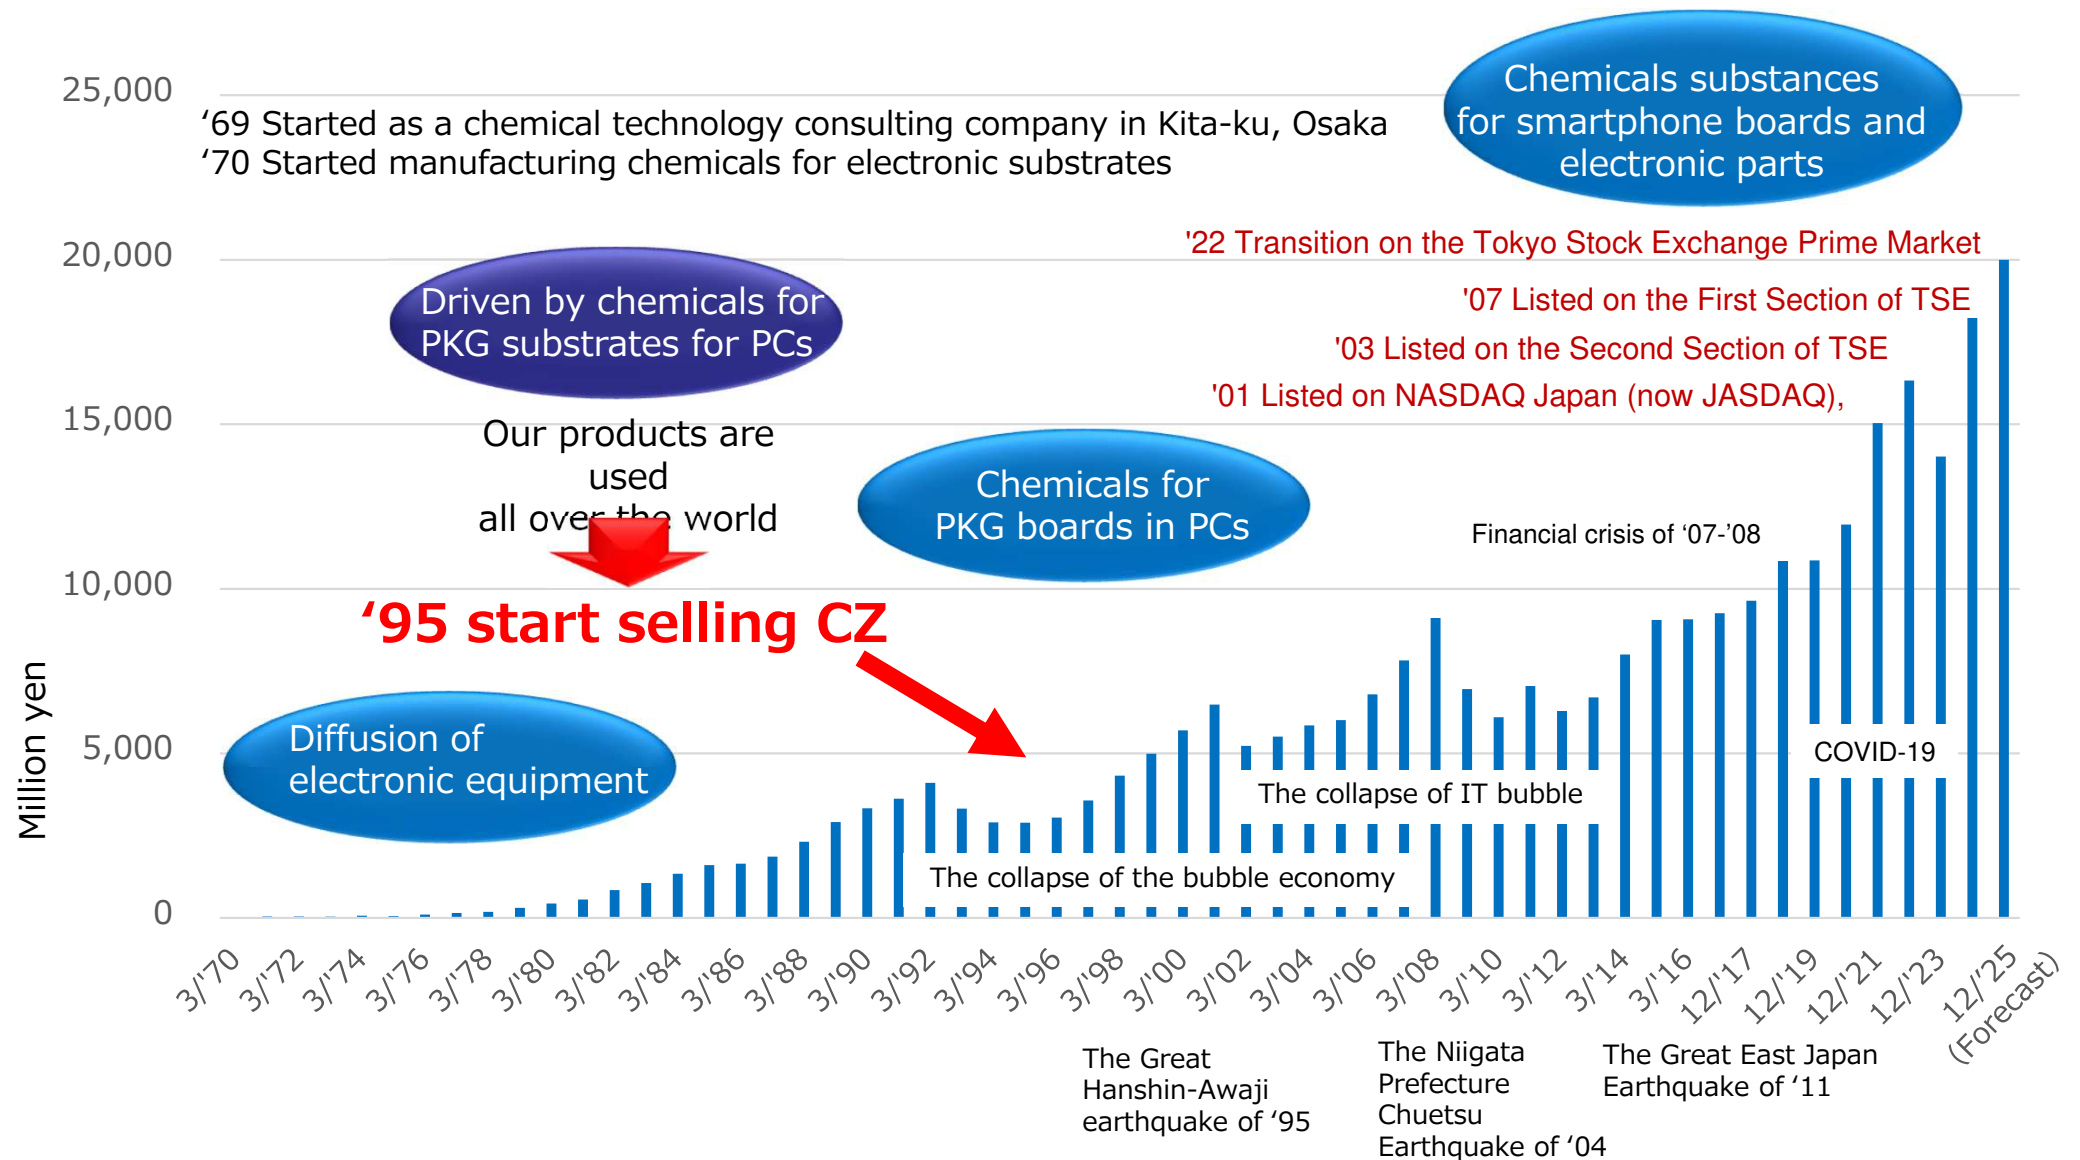 Chemicals substances
for smartphone boards and
electronic parts
25,000
‘69 Started as a chemical technology consulting company in Kita-ku, Osaka
‘70 Started manufacturing chemicals for electronic substrates
'22 Transition on the Tokyo Stock Exchange Prime Market
20,000
Driven by chemicals for
PKG substrates for PCs
'07 Listed on the First Section of TSE
'03 Listed on the Second Section of TSE
'01 Listed on NASDAQ Japan (now JASDAQ),
15,000
Our products are
used
all over the world
Chemicals for
PKG boards in PCs
Financial crisis of ‘07-’08
10,000
‘95 start selling CZ
Million yen
Diffusion of
electronic equipment
5,000
COVID-19
The collapse of IT bubble
The collapse of the bubble economy
0
3/'70
3/'72
3/'74
3/'76
3/'78
3/'80
3/'82
3/'84
3/'86
3/'88
3/'90
3/'92
3/'94
3/'96
3/'98
3/'00
3/'02
3/'04
3/'06
3/'08
3/'10
3/'12
3/'14
3/'16
12/'17
12/'19
12/'21
12/'23
12/’25
(Forecast)
The Great
Hanshin-Awaji
earthquake of ‘95
The Niigata
Prefecture
Chuetsu
Earthquake of ‘04
The Great East Japan
Earthquake of ‘11